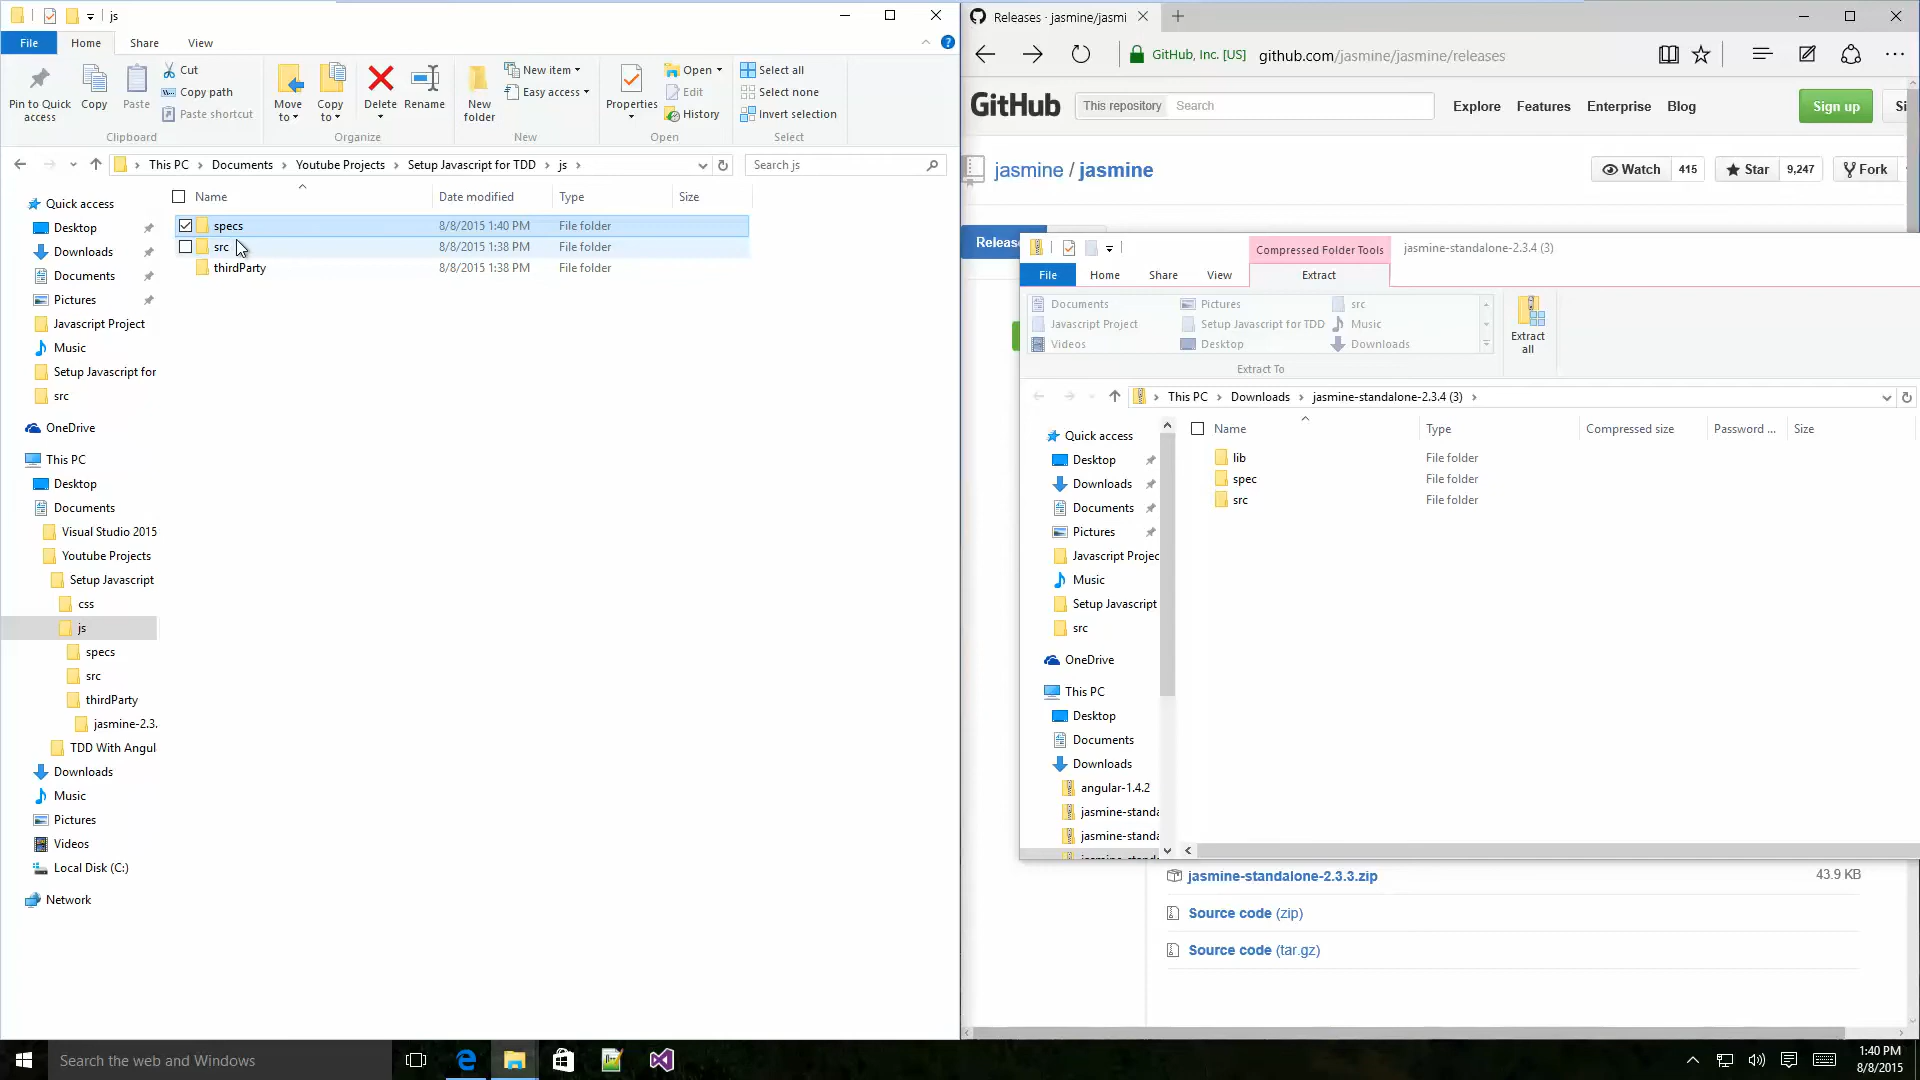 js
File Home Share View
Pin to Quick access
Copy
Paste
Cut
Copy path
Paste shortcut
Clipboard
Move to
Copy to
Delete
Rename
Organize
New folder
New item
Easy access
New
Properties
Open
Edit
History
Open
Select all
Select none
Invert selection
Select
This PC > Documents > Youtube Projects > Setup Javascript for TDD > js >
Search js
Name Date modified Type Size
specs 8/8/2015 1:40 PM File folder
src 8/8/2015 1:38 PM File folder
thirdParty 8/8/2015 1:38 PM File folder
Quick access
Desktop
Downloads
Documents
Pictures
Javascript Project
Music
Setup Javascript for
src
OneDrive
This PC
Desktop
Documents
Visual Studio 2015
Youtube Projects
Setup Javascript
css
js
specs
src
thirdParty
jasmine-2.3.
TDD With Angul
Downloads
Music
Pictures
Videos
Local Disk (C:)
Network
Releases · jasmine/jasmi
GitHub, Inc. [US] github.com/jasmine/jasmine/releases
GitHub
This repository Search
Explore Features Enterprise Blog
Sign up
Si
jasmine / jasmine
Watch 415
Star 9,247
Fork
Releas
Compressed Folder Tools
jasmine-standalone-2.3.4 (3)
File Home Share View Extract
Documents Pictures src
Javascript Project Setup Javascript for TDD Music
Videos Desktop Downloads
Extract To
Extract all
This PC > Downloads > jasmine-standalone-2.3.4 (3) >
Name Type Compressed size Password ... Size
lib File folder
spec File folder
src File folder
Quick access
Desktop
Downloads
Documents
Pictures
Javascript Projec
Music
Setup Javascript
src
OneDrive
This PC
Desktop
Documents
Downloads
angular-1.4.2
jasmine-standa
jasmine-standa
jasmine-standa
jasmine-standalone-2.3.3.zip 43.9 KB
Source code (zip)
Source code (tar.gz)
Search the web and Windows
1:40 PM
8/8/2015